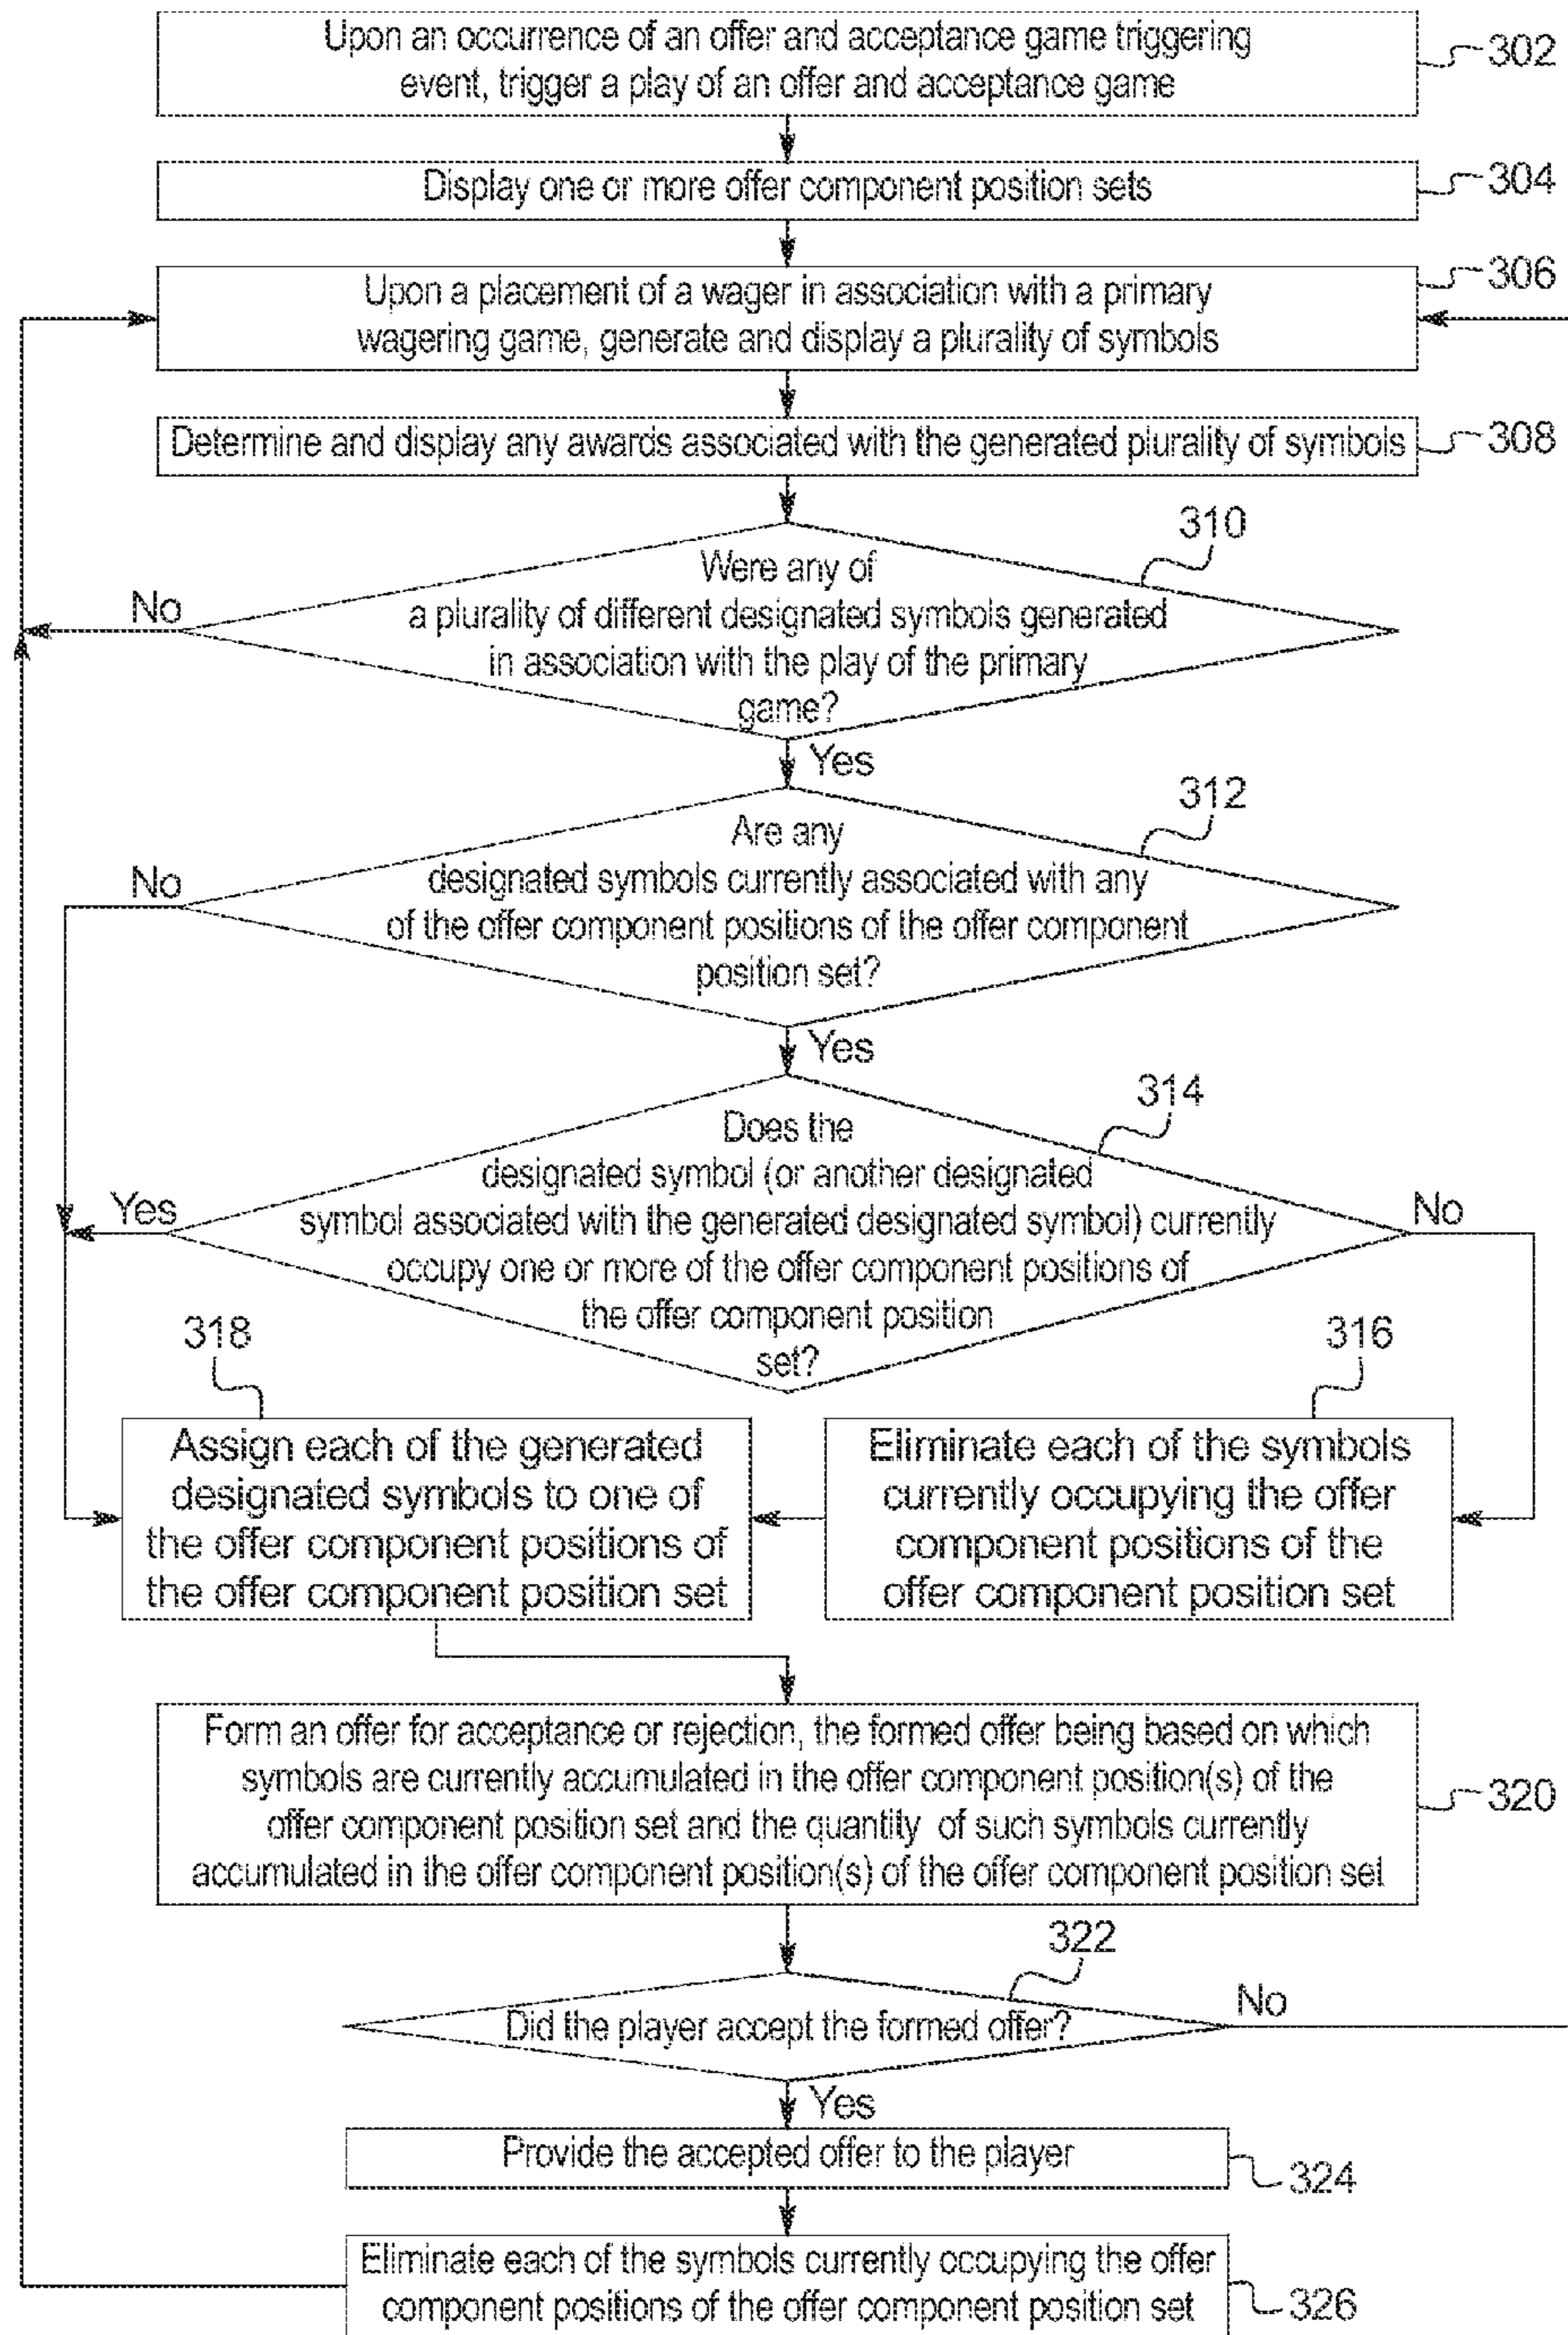 Upon an occurrence of an offer and acceptance game triggering
event, trigger a play of an offer and acceptance game
302
Display one or more offer component position sets
304
306
Upon a placement of a wager in association with a primary
wagering game, generate and display a plurality of symbols
Determine and display any awards associated with the generated plurality of symbols
308
310
Were any of
a plurality of different designated symbols generated
in association with the play of the primary
game?
No
Yes
312
Are any
designated symbols currently associated with any
of the offer component positions of the offer component
position set?
No
Yes
314
Does the
designated symbol (or another designated
symbol associated with the generated designated symbol) currently
occupy one or more of the offer component positions of
the offer component position
set?
Yes
No
318
316
Assign each of the generated
designated symbols to one of
the offer component positions of
the offer component position set
Eliminate each of the symbols
currently occupying the offer
component positions of the
offer component position set
Form an offer for acceptance or rejection, the formed offer being based on which
symbols are currently accumulated in the offer component position(s) of the
offer component position set and the quantity of such symbols currently
accumulated in the offer component position(s) of the offer component position set
320
322
Did the player accept the formed offer?
No
Yes
Provide the accepted offer to the player
324
Eliminate each of the symbols currently occupying the offer
component positions of the offer component position set
326